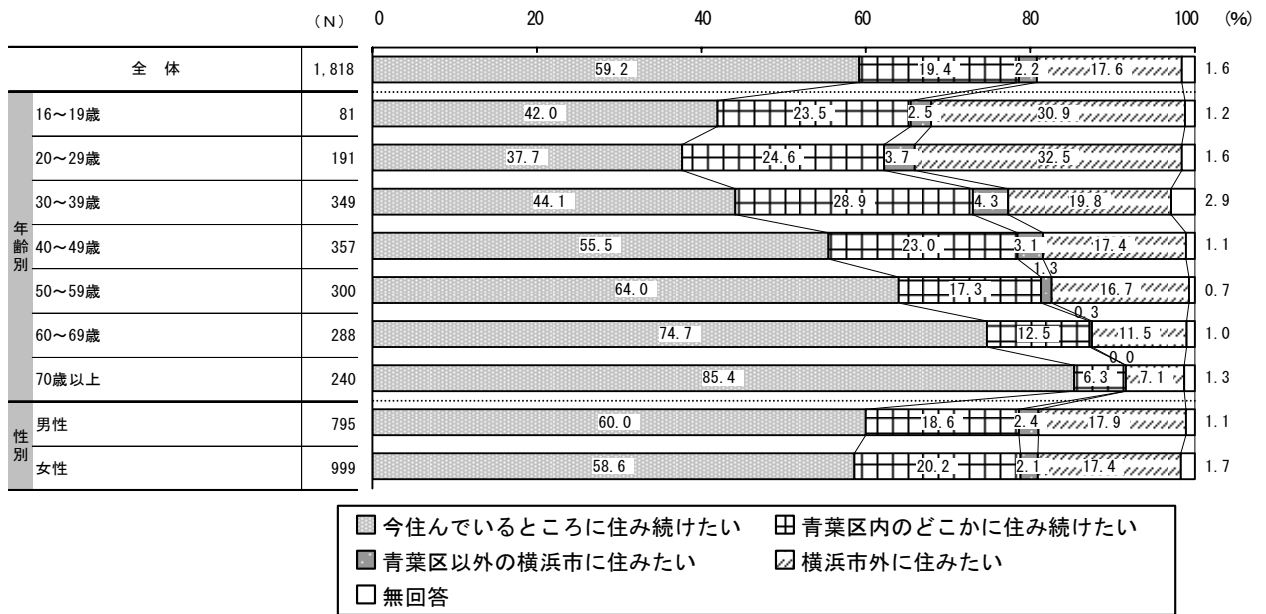 （N） 0 20 40 60 80 100 (%)
全 体 1,818 59.2 19.4 2.2 17.6 1.6
年齢別
16～19歳 81 42.0 23.5 2.5 30.9 1.2
20～29歳 191 37.7 24.6 3.7 32.5 1.6
30～39歳 349 44.1 28.9 4.3 19.8 2.9
40～49歳 357 55.5 23.0 3.1 17.4 1.1
50～59歳 300 64.0 17.3 1.3 16.7 0.7
60～69歳 288 74.7 12.5 0.3 11.5 1.0
70歳以上 240 85.4 6.3 0.0 7.1 1.3
性別
男性 795 60.0 18.6 2.4 17.9 1.1
女性 999 58.6 20.2 2.1 17.4 1.7
今住んでいるところに住み続けたい 青葉区内のどこかに住み続けたい
青葉区以外の横浜市に住みたい 横浜市外に住みたい
無回答